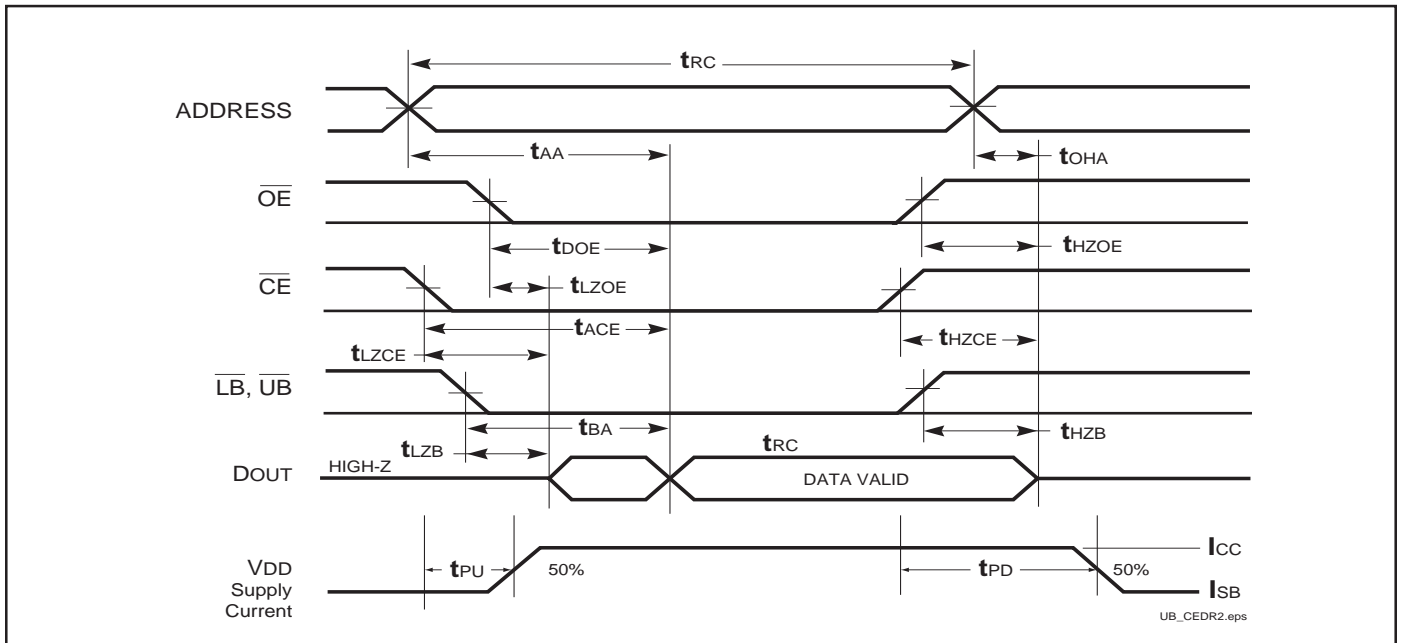 tRC
ADDRESS
tAA
tOHA
OE
tDOE
tHZOE
CE
tLZOE
tACE
tHZCE
tLZCE
LB, UB
tBA
tHZB
tLZB
tRC
DOUT
HIGH-Z
DATA VALID
ICC
VDD
Supply
Current
tPU
50%
tPD
50%
ISB
UB_CEDR2.eps